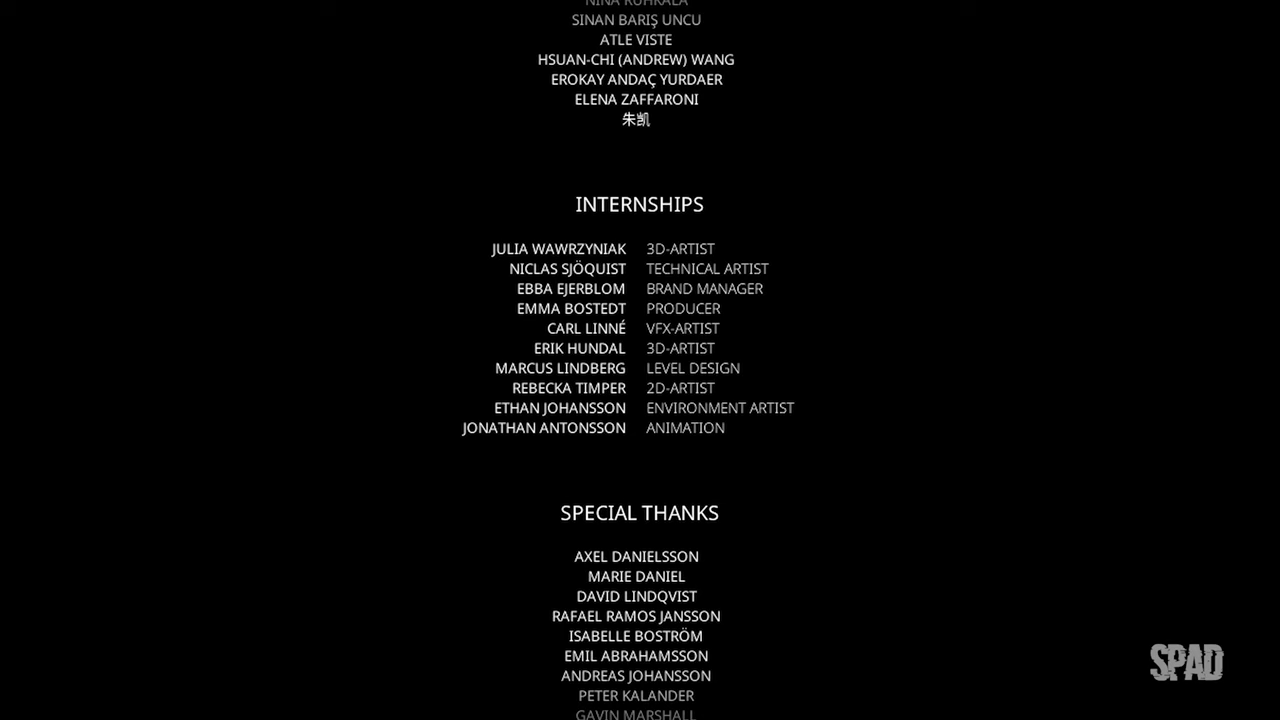 NINA RUHKALA
SINAN BARIŞ UNCU
ATLE VISTE
HSUAN-CHI (ANDREW) WANG
EROKAY ANDAÇ YURDAER
ELENA ZAFFARONI
朱凯
INTERNSHIPS
JULIA WAWRZYNIAK 3D-ARTIST
NICLAS SJÖQUIST TECHNICAL ARTIST
EBBA EJERBLOM BRAND MANAGER
EMMA BOSTEDT PRODUCER
CARL LINNÉ VFX-ARTIST
ERIK HUNDAL 3D-ARTIST
MARCUS LINDBERG LEVEL DESIGN
REBECKA TIMPER 2D-ARTIST
ETHAN JOHANSSON ENVIRONMENT ARTIST
JONATHAN ANTONSSON ANIMATION
SPECIAL THANKS
AXEL DANIELSSON
MARIE DANIEL
DAVID LINDQVIST
RAFAEL RAMOS JANSSON
ISABELLE BOSTRÖM
EMIL ABRAHAMSSON
ANDREAS JOHANSSON
PETER KALANDER
GAVIN MARSHALL
SPAD